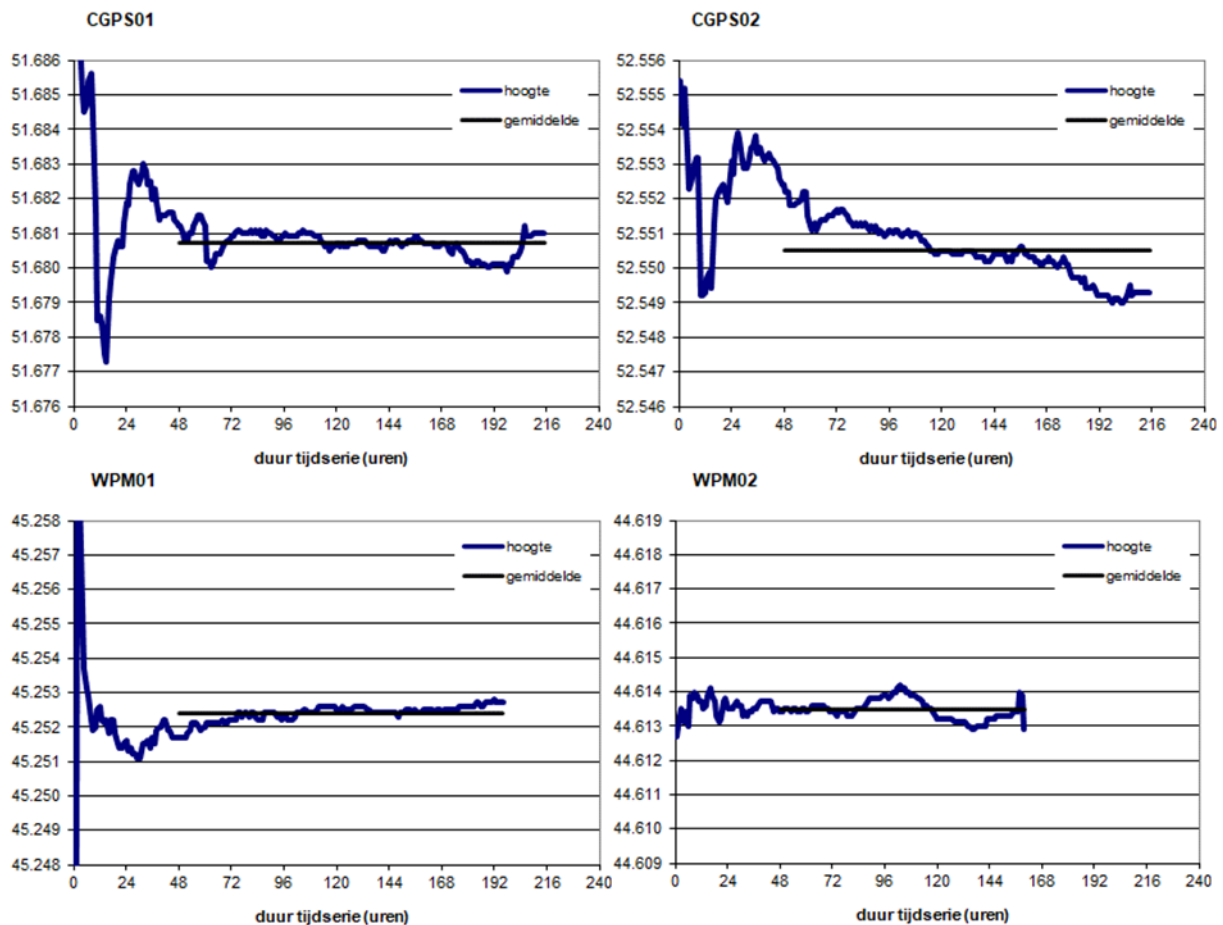 CGPS01
51.686
51.685
51.684
51.683
51.682
51.681
51.680
51.679
51.678
51.677
51.676
hoogte
gemiddelde
0 24 48 72 96 120 144 168 192 216 240
duur tijdserie (uren)
CGPS02
52.556
52.555
52.554
52.553
52.552
52.551
52.550
52.549
52.548
52.547
52.546
hoogte
gemiddelde
0 24 48 72 96 120 144 168 192 216 240
duur tijdserie (uren)
WPM01
45.258
45.257
45.256
45.255
45.254
45.253
45.252
45.251
45.250
45.249
45.248
hoogte
gemiddelde
0 24 48 72 96 120 144 168 192 216 240
duur tijdserie (uren)
WPM02
44.619
44.618
44.617
44.616
44.615
44.614
44.613
44.612
44.611
44.610
44.609
hoogte
gemiddelde
0 24 48 72 96 120 144 168 192 216 240
duur tijdserie (uren)